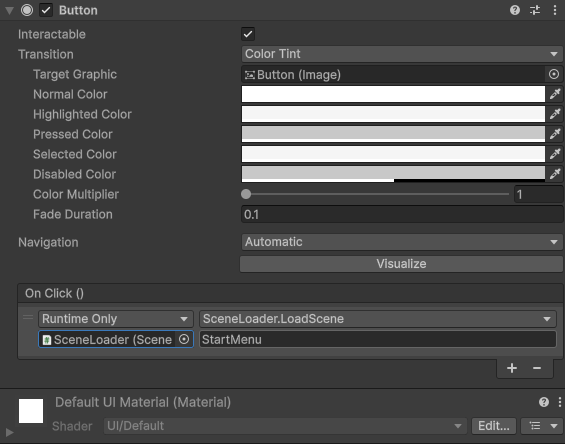 Button
Interactable
Transition Color Tint
Target Graphic Button (Image)
Normal Color
Highlighted Color
Pressed Color
Selected Color
Disabled Color
Color Multiplier 1
Fade Duration 0.1
Navigation Automatic
Visualize
On Click ()
Runtime Only SceneLoader.LoadScene
SceneLoader (Scene StartMenu
Default UI Material (Material)
Shader UI/Default Edit...